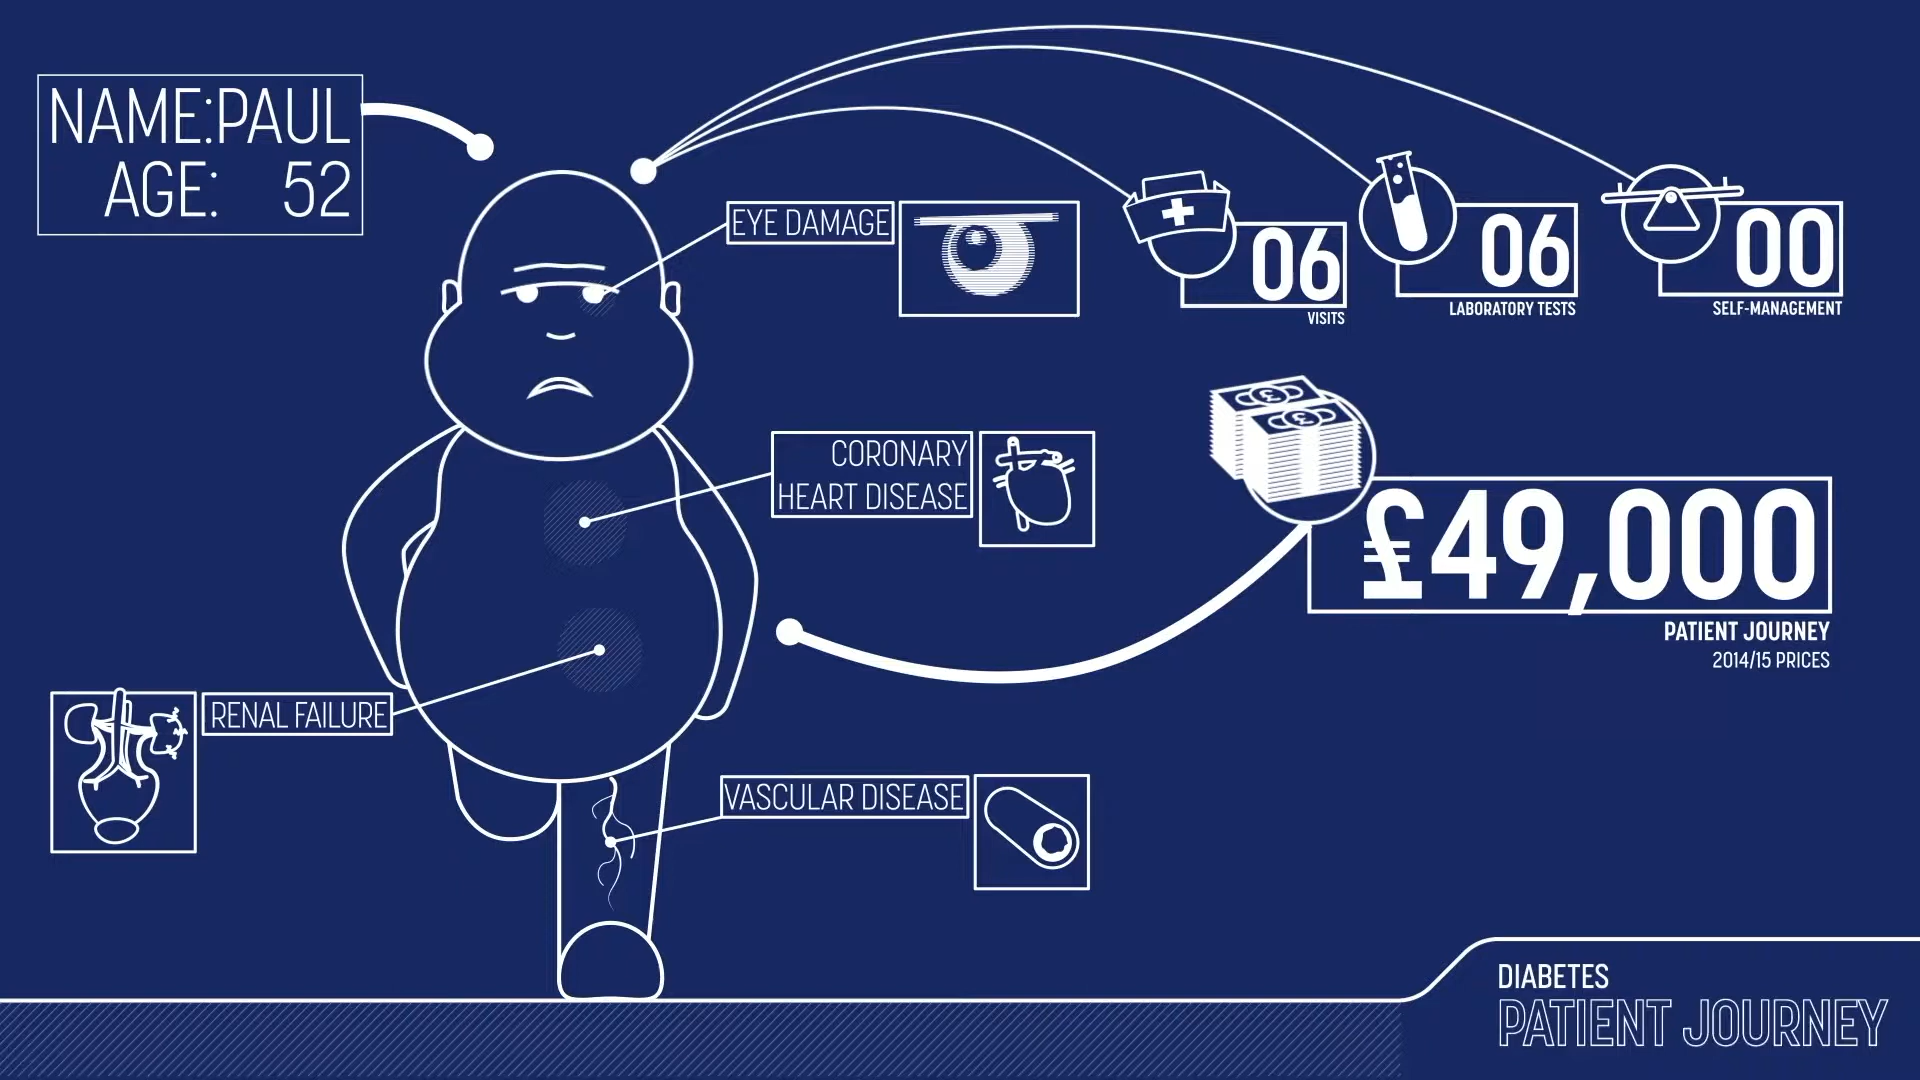 NAME:PAUL
AGE: 52
EYE DAMAGE
06
VISITS
06
LABORATORY TESTS
00
SELF-MANAGEMENT
CORONARY
HEART DISEASE
£49,000
PATIENT JOURNEY
2014/15 PRICES
RENAL FAILURE
VASCULAR DISEASE
DIABETES
PATIENT JOURNEY